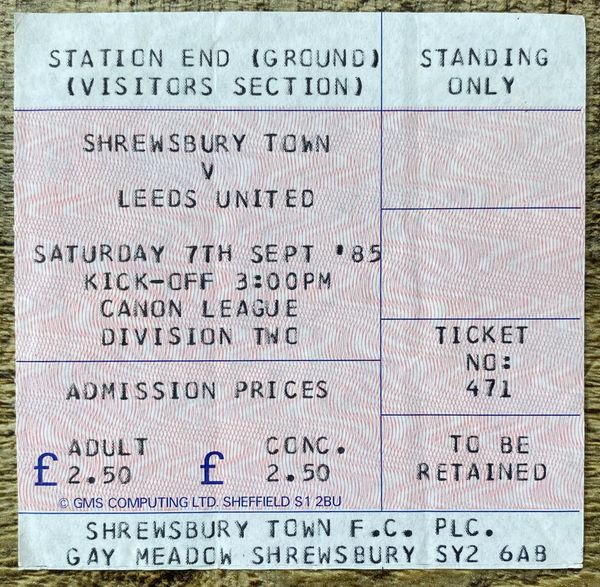 STATION END (GROUND)
(VISITORS SECTION)
STANDING
ONLY
SHREWSBURY TOWN
V
LEEDS UNITED
SATURDAY 7TH SEPT '85
KICK-OFF 3:00PM
CANON LEAGUE
DIVISION TWO
TICKET
NO:
471
ADMISSION PRICES
ADULT
£ 2.50
CONC.
£ 2.50
TO BE
RETAINED
© GMS COMPUTING LTD. SHEFFIELD S1 2BU
SHREWSBURY TOWN F.C. PLC.
GAY MEADOW SHREWSBURY SY2 6AB